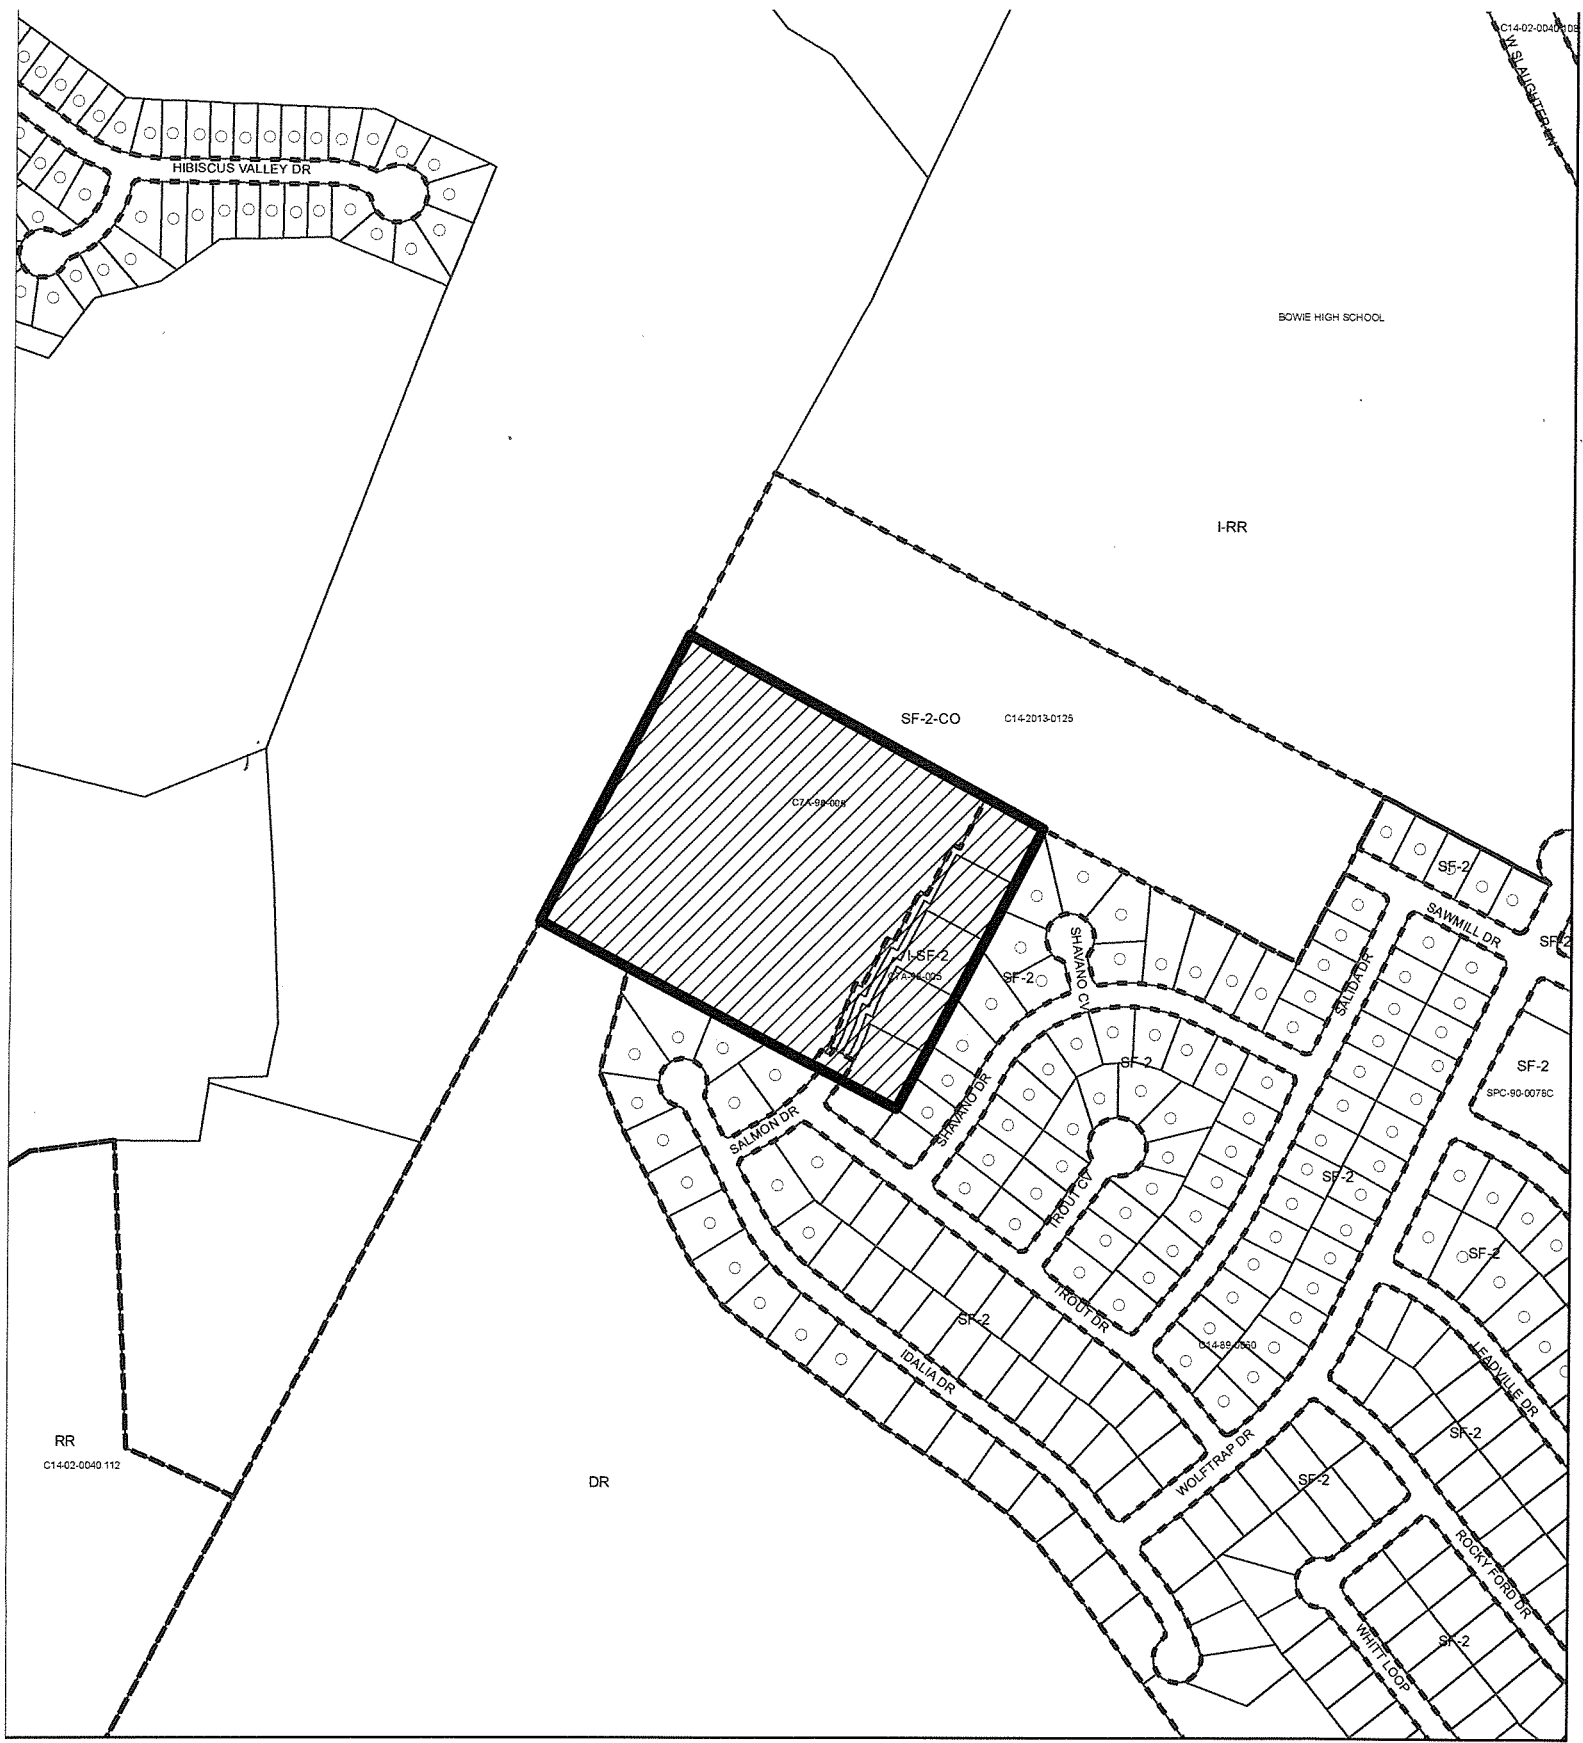 C14-02-0040 108
W SLAUGHTER LN
HIBISCUS VALLEY DR
BOWIE HIGH SCHOOL
I-RR
SF-2-CO
C14-2013-0125
SF-2
SAWMILL DR
SF-2
SHAVANO CV
I-SF-2
SF-2
SALIDA DR
SF-2
SF-2
SPC-90-0078C
SHAVANO DR
SALMON DR
SF-2
TROUT CV
SF-2
TROUT DR
SF-2
C14-89-0060
IDALIA DR
LEADVILLE DR
RR
C14-02-0040 112
DR
WOLFTRAP DR
SF-2
SF-2
ROCKY FORD DR
WHITT LOOP
SF-2